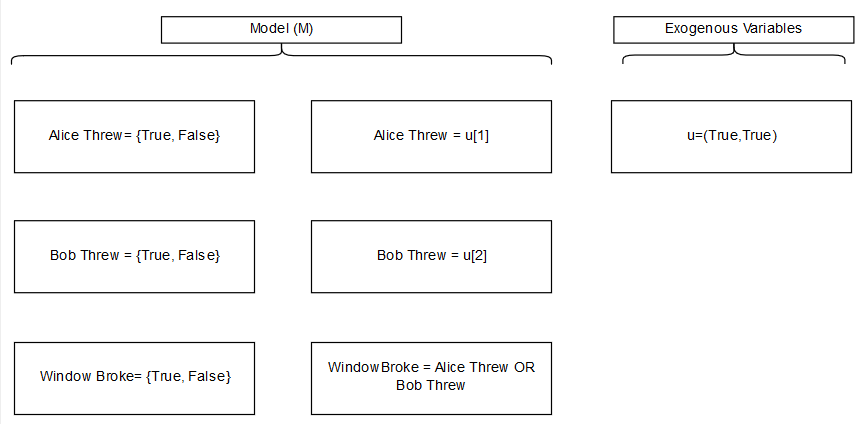 Model (M)
Exogenous Variables
Alice Threw= {True, False}
Alice Threw = u[1]
u=(True,True)
Bob Threw = {True, False}
Bob Threw = u[2]
Window Broke= {True, False}
WindowBroke = Alice Threw OR
Bob Threw